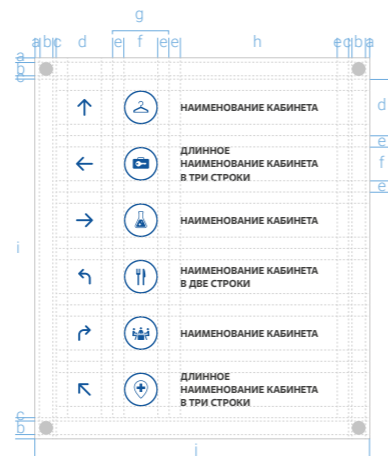 g
a b c d e f e e h e c b a
a
b
c
НАИМЕНОВАНИЕ КАБИНЕТА
d
e
ДЛИННОЕ
НАИМЕНОВАНИЕ КАБИНЕТА
В ТРИ СТРОКИ
f
e
НАИМЕНОВАНИЕ КАБИНЕТА
i
НАИМЕНОВАНИЕ КАБИНЕТА
В ДВЕ СТРОКИ
НАИМЕНОВАНИЕ КАБИНЕТА
ДЛИННОЕ
НАИМЕНОВАНИЕ КАБИНЕТА
В ТРИ СТРОКИ
c
b